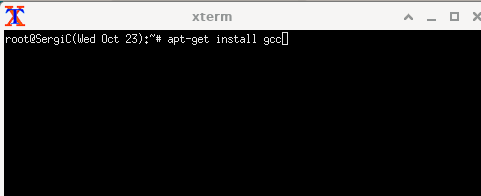 xterm
root@SergiC(Wed Oct 23):~# apt-get install gcc